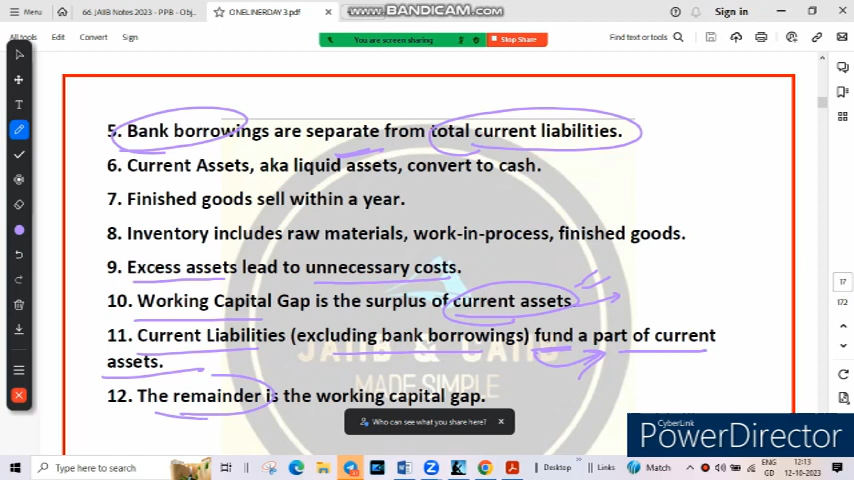 Menu
66. JAIIB Notes 2023 - PPB - Obj...
ONELINERDAY 3.pdf
WWW.BANDICAM.COM
Sign in
All tools Edit Convert Sign
You are screen sharing
Stop Share
Find text or tools
5. Bank borrowings are separate from total current liabilities.
6. Current Assets, aka liquid assets, convert to cash.
7. Finished goods sell within a year.
8. Inventory includes raw materials, work-in-process, finished goods.
9. Excess assets lead to unnecessary costs.
10. Working Capital Gap is the surplus of current assets
11. Current Liabilities (excluding bank borrowings) fund a part of current
assets.
12. The remainder is the working capital gap.
JAIIB & CAIIB
MADE SIMPLE
17
172
Who can see what you share here?
CyberLink
PowerDirector
Type here to search
Desktop
Links
Match
ENG
GD
12:13
12-10-2023